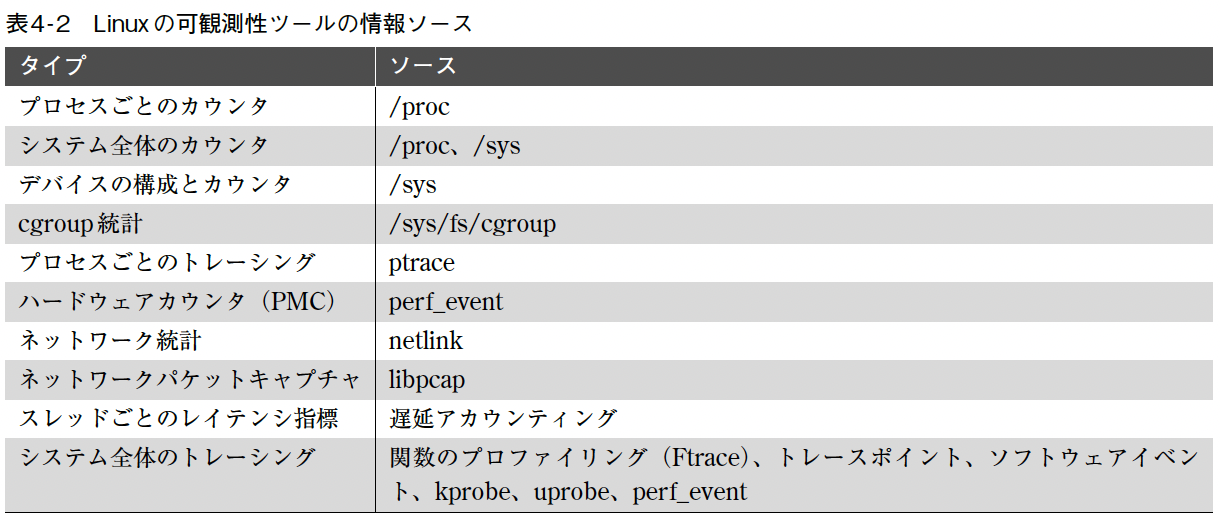 表4-2 Linuxの可観測性ツールの情報ソース
タイプ ソース
プロセスごとのカウンタ /proc
システム全体のカウンタ /proc、/sys
デバイスの構成とカウンタ /sys
cgroup統計 /sys/fs/cgroup
プロセスごとのトレーシング ptrace
ハードウェアカウンタ（PMC） perf_event
ネットワーク統計 netlink
ネットワークパケットキャプチャ libpcap
スレッドごとのレイテンシ指標 遅延アカウンティング
システム全体のトレーシング 関数のプロファイリング（Ftrace）、トレースポイント、ソフトウェアイベン
ト、kprobe、uprobe、perf_event